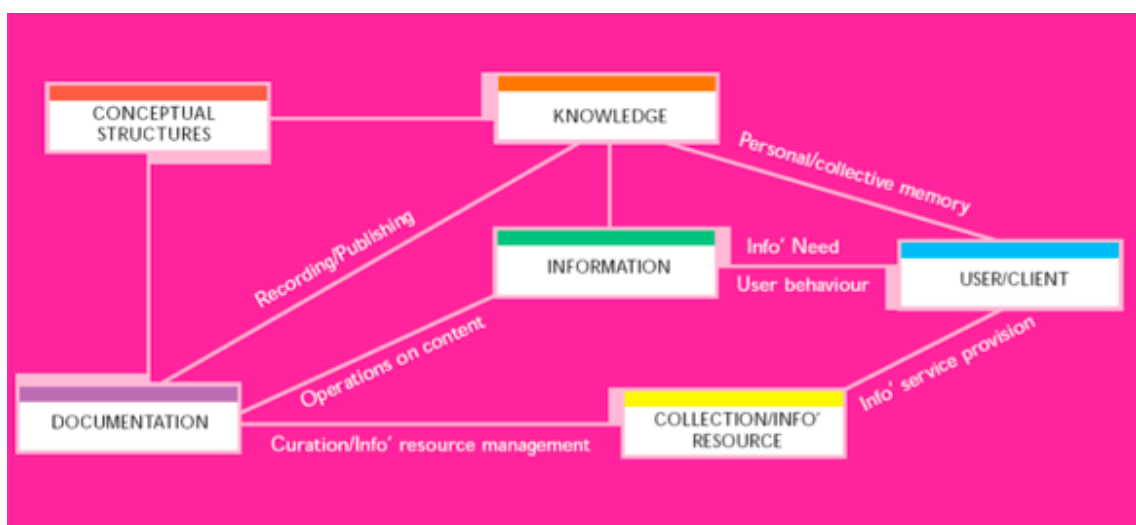 CONCEPTUAL
STRUCTURES
KNOWLEDGE
Personal/collective memory
Recording/Publishing
INFORMATION
Info' Need
User behaviour
USER/CLIENT
Operations on content
Info' service provision
DOCUMENTATION
Curation/Info' resource management
COLLECTION/INFO'
RESOURCE